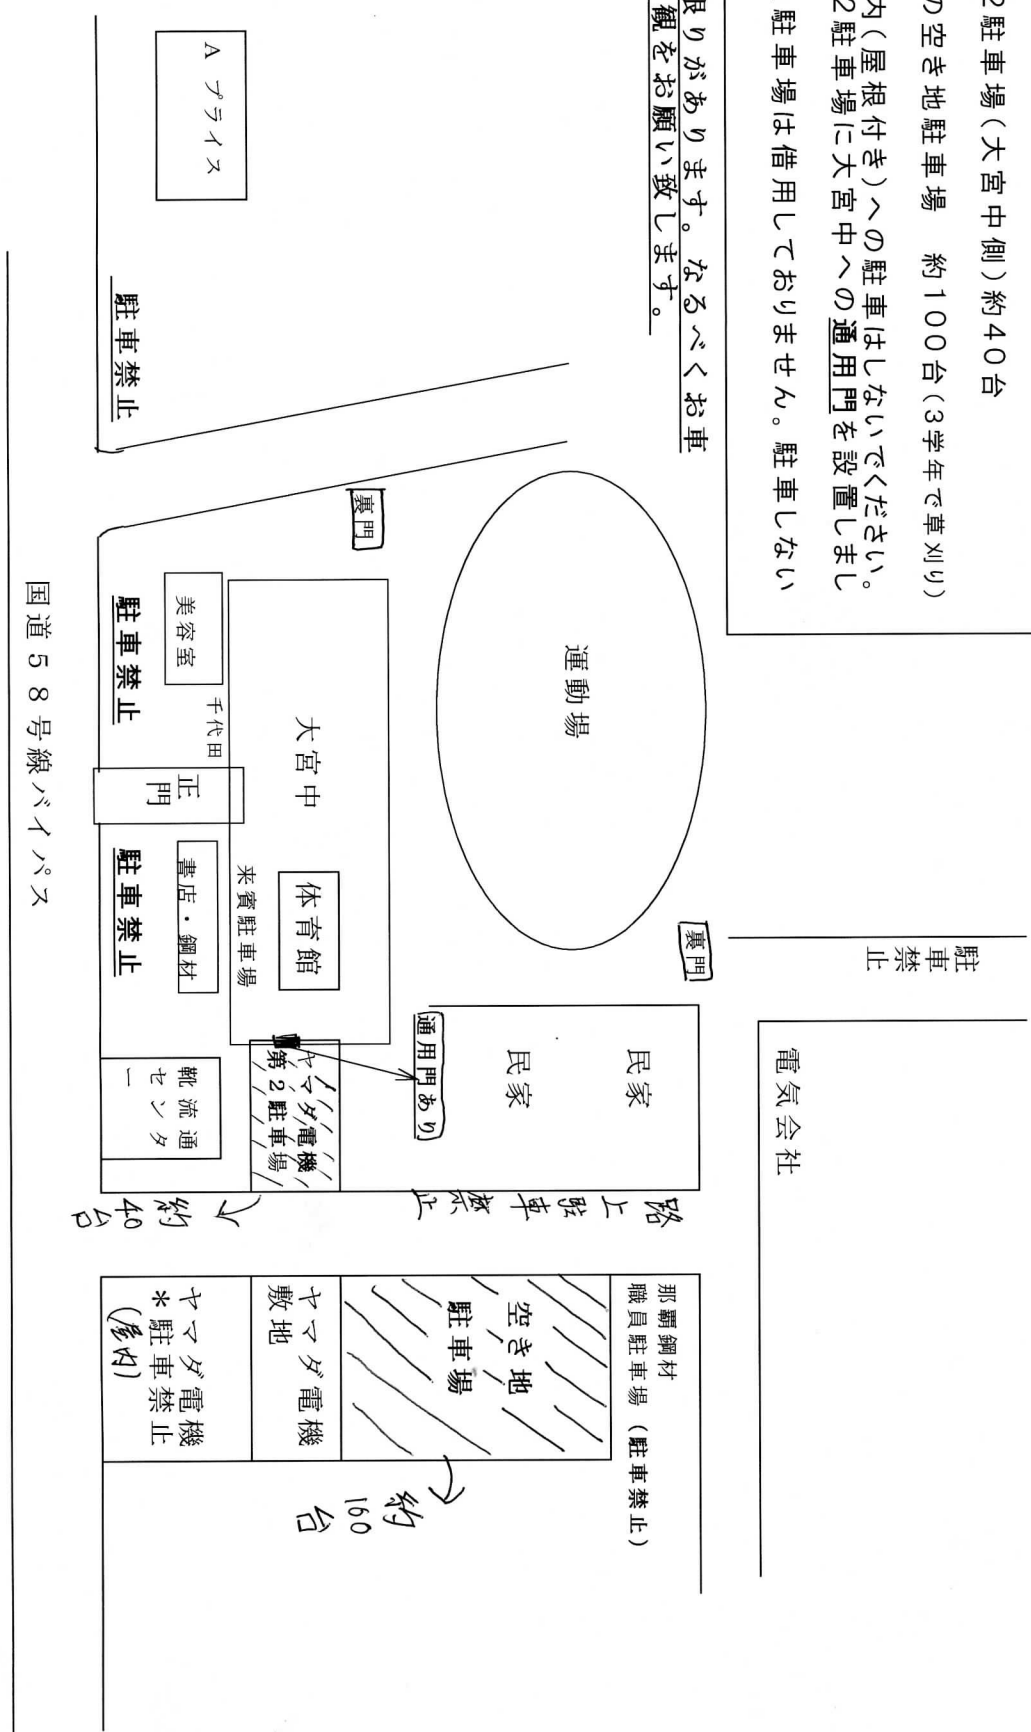 2駐車場(大宮中側)約40台
の空き地駐車場　約100台(3学年で草刈り)
内(屋根付き)への駐車はしないでください。
2駐車場に大宮中への通用門を設置しまし
駐車場は借用しておりません。駐車しない
限りがあります。なるべくお車
観をお願い致します。
駐車
禁止
電気会社
裏門
運動場
民家
民家
通用門あり
路上駐車禁止
那覇鋼材
職員駐車場（駐車禁止）
空き地
駐車場
約
160
台
裏門
大宮中
体育館
来賓駐車場
ヤマダ電機
第2駐車場
約
40
台
ヤマダ電機
敷地
Aプライス
美容室
千代田
正
門
書店・鋼材
靴流通
センタ
ー
ヤマダ電機
*駐車禁止
(屋内)
駐車禁止
駐車禁止
駐車禁止
国道58号線バイパス